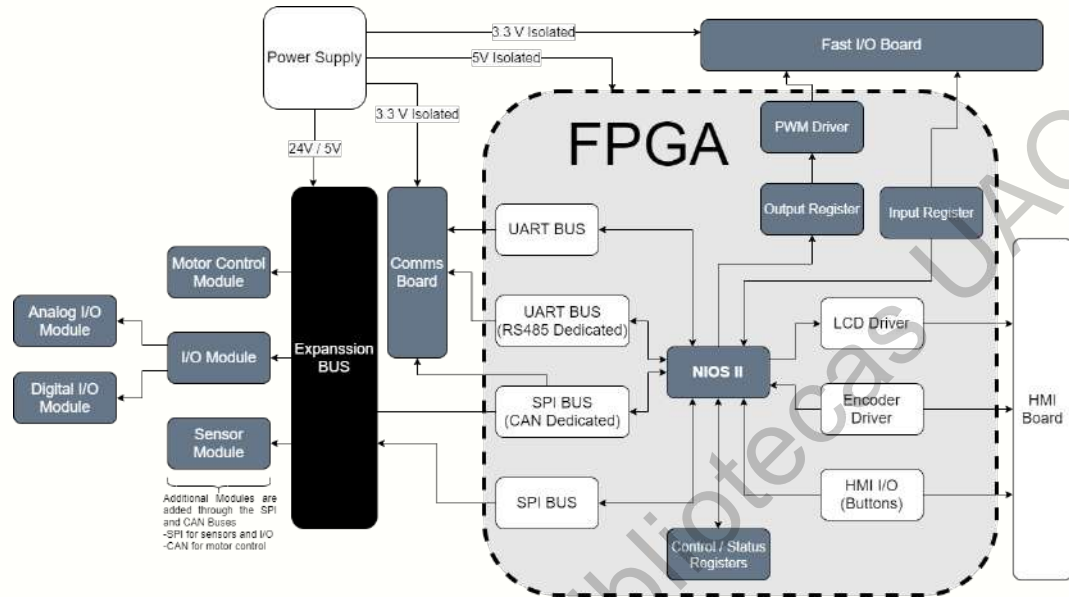 3.3 V Isolated
Fast I/O Board
Power Supply
5V Isolated
3.3 V Isolated
24V / 5V
FPGA
PWM Driver
Output Register
Input Register
UART BUS
Comms
Board
Motor Control
Module
Analog I/O
Module
I/O Module
Digital I/O
Module
Sensor
Module
Expanssion
BUS
UART BUS
(RS485 Dedicated)
LCD Driver
NIOS II
SPI BUS
(CAN Dedicated)
Encoder
Driver
HMI
Board
SPI BUS
HMI I/O
(Buttons)
Control / Status
Registers
Additional Modules are
added through the SPI
and CAN Buses
-SPI for sensors and I/O
-CAN for motor control
Bibliotecas UAQ